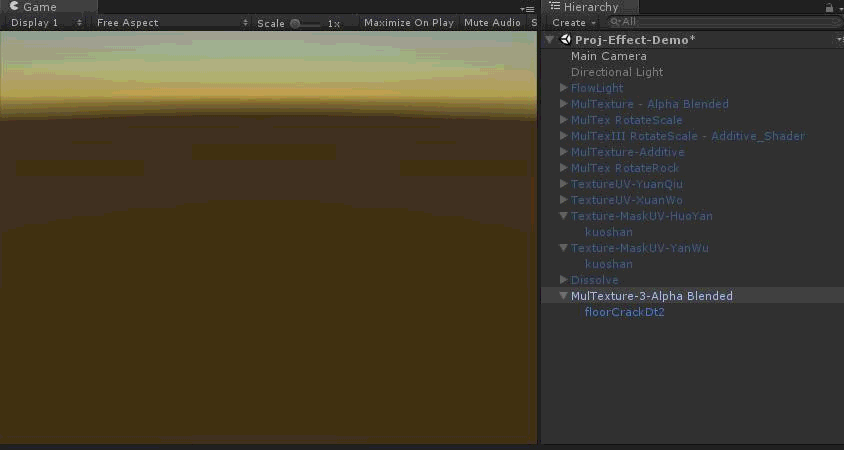 Game
Display 1 Free Aspect Scale 1x Maximize On Play Mute Audio S
Hierarchy
Create All
Proj-Effect-Demo*
Main Camera
Directional Light
FlowLight
MulTexture - Alpha Blended
MulTex RotateScale
MulTexIII RotateScale - Additive_Shader
MulTexture-Additive
MulTex RotateRock
TextureUV-YuanQiu
TextureUV-XuanWo
Texture-MaskUV-HuoYan
kuoshan
Texture-MaskUV-YanWu
kuoshan
Dissolve
MulTexture-3-Alpha Blended
floorCrackDt2